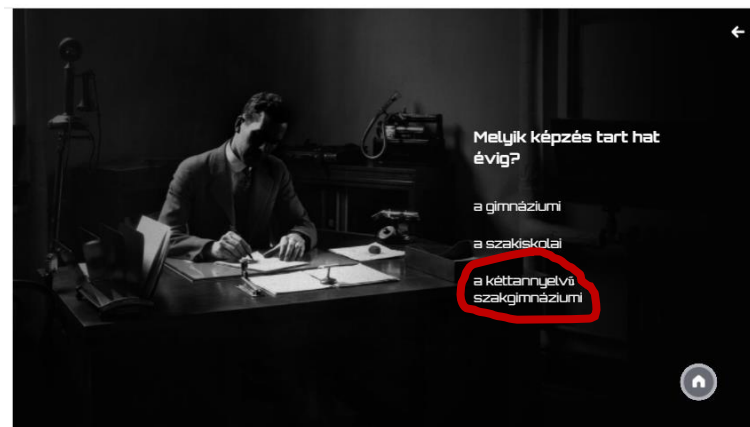 Melyik képzés tart hat
évig?
a gimnáziumi
a szakiskolai
a kéttannyelvű
szakgimnáziumi